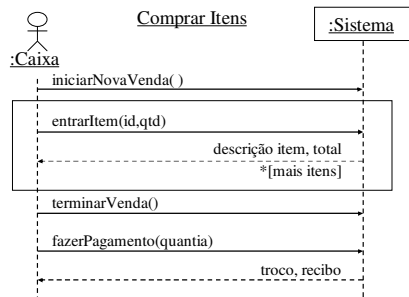 Comprar Itens
:Sistema
:Caixa
iniciarNovaVenda( )
entrarItem(id,qtd)
descrição item, total
*[mais itens]
terminarVenda()
fazerPagamento(quantia)
troco, recibo